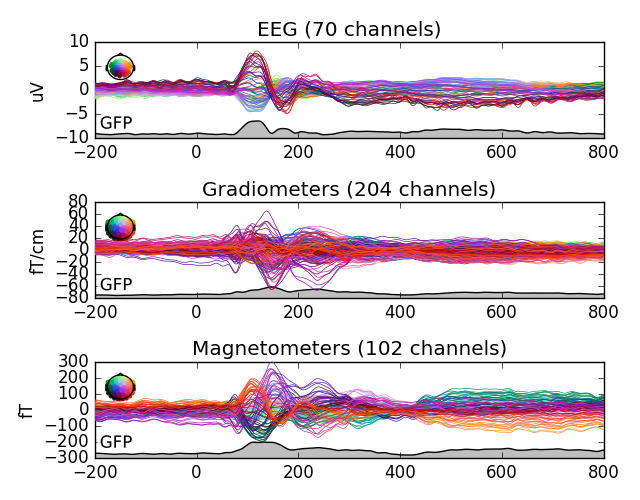 EEG (70 channels)
10
5
0
−5
−10
uV
GFP
−200 0 200 400 600 800
Gradiometers (204 channels)
80
60
40
20
0
−20
−40
−60
−80
fT/cm
GFP
−200 0 200 400 600 800
Magnetometers (102 channels)
300
200
100
0
−100
−200
−300
fT
GFP
−200 0 200 400 600 800